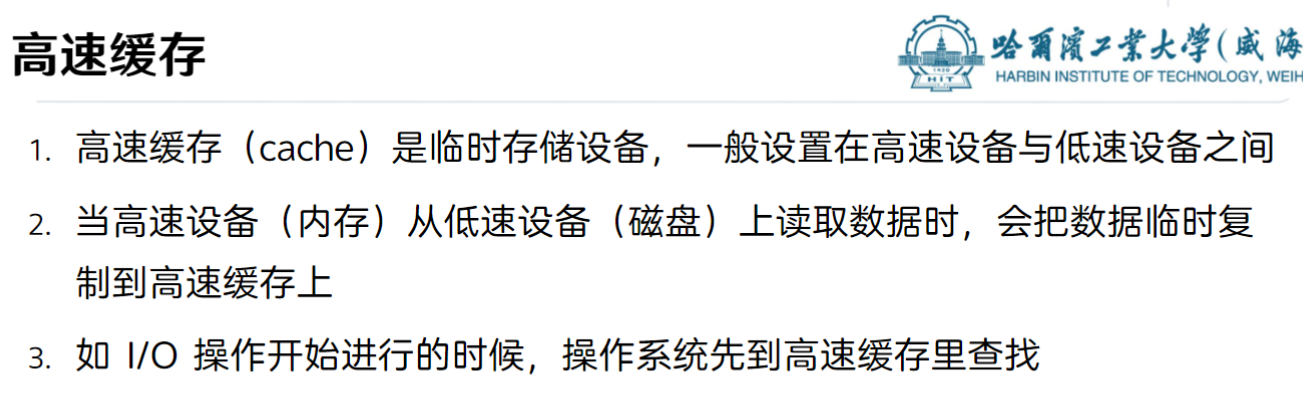 高速缓存
哈尔滨工业大学(威海
HARBIN INSTITUTE OF TECHNOLOGY, WEIH
1920
HIT
1. 高速缓存（cache）是临时存储设备，一般设置在高速设备与低速设备之间
2. 当高速设备（内存）从低速设备（磁盘）上读取数据时，会把数据临时复
制到高速缓存上
3. 如 I/O 操作开始进行的时候，操作系统先到高速缓存里查找